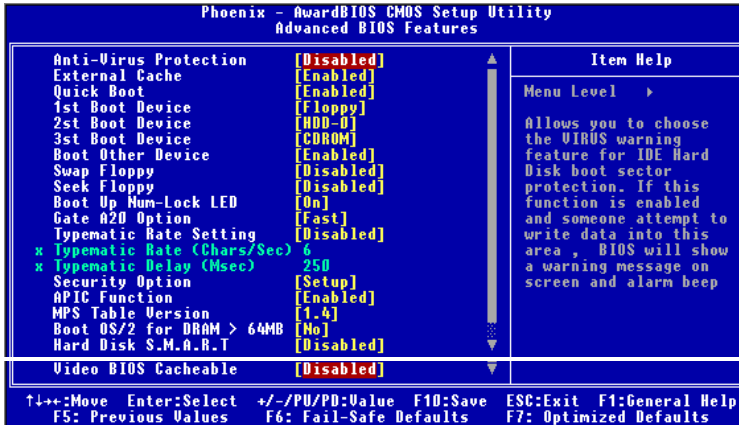 Phoenix - AwardBIOS CMOS Setup Utility
Advanced BIOS Features
Anti-Virus Protection [Disabled]
External Cache [Enabled]
Quick Boot [Enabled]
1st Boot Device [Floppy]
2st Boot Device [HDD-0]
3st Boot Device [CDROM]
Boot Other Device [Enabled]
Swap Floppy [Disabled]
Seek Floppy [Disabled]
Boot Up Num-Lock LED [On]
Gate A20 Option [Fast]
Typematic Rate Setting [Disabled]
x Typematic Rate (Chars/Sec) 6
x Typematic Delay (Msec) 250
Security Option [Setup]
APIC Function [Enabled]
MPS Table Version [1.4]
Boot OS/2 for DRAM > 64MB [No]
Hard Disk S.M.A.R.T [Disabled]
Video BIOS Cacheable [Disabled]
Item Help
Menu Level
Allows you to choose
the VIRUS warning
feature for IDE Hard
Disk boot sector
protection. If this
function is enabled
and someone attempt to
write data into this
area , BIOS will show
a warning message on
screen and alarm beep
↑↓→←:Move Enter:Select +/-/PU/PD:Value F10:Save ESC:Exit F1:General Help
F5: Previous Values F6: Fail-Safe Defaults F7: Optimized Defaults